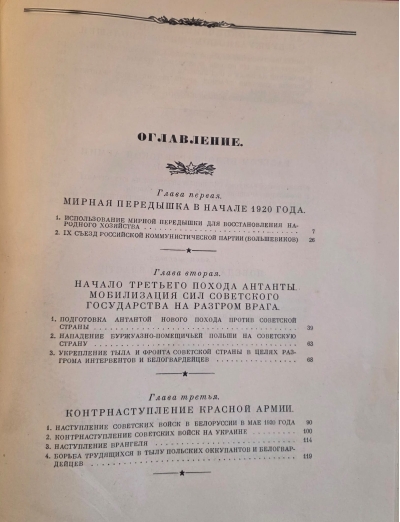 ОГЛАВЛЕНИЕ.
Глава первая.
МИРНАЯ ПЕРЕДЫШКА В НАЧАЛЕ 1920 ГОДА.
1. ИСПОЛЬЗОВАНИЕ МИРНОЙ ПЕРЕДЫШКИ ДЛЯ ВОССТАНОВЛЕНИЯ НА-
РОДНОГО ХОЗЯЙСТВА 7
2. IX СЪЕЗД РОССИЙСКОЙ КОММУНИСТИЧЕСКОЙ ПАРТИИ (БОЛЬШЕВИКОВ) 26
Глава вторая.
НАЧАЛО ТРЕТЬЕГО ПОХОДА АНТАНТЫ.
МОБИЛИЗАЦИЯ СИЛ СОВЕТСКОГО
ГОСУДАРСТВА НА РАЗГРОМ ВРАГА.
1. ПОДГОТОВКА АНТАНТОЙ НОВОГО ПОХОДА ПРОТИВ СОВЕТСКОЙ
СТРАНЫ 39
2. НАПАДЕНИЕ БУРЖУАЗНО-ПОМЕЩИЧЬЕЙ ПОЛЬШИ НА СОВЕТСКУЮ
СТРАНУ 63
3. УКРЕПЛЕНИЕ ТЫЛА И ФРОНТА СОВЕТСКОЙ СТРАНЫ В ЦЕЛЯХ РАЗ-
ГРОМА ИНТЕРВЕНТОВ И БЕЛОГВАРДЕЙЦЕВ 68
Глава третья.
КОНТРНАСТУПЛЕНИЕ КРАСНОЙ АРМИИ.
1. НАСТУПЛЕНИЕ СОВЕТСКИХ ВОЙСК В БЕЛОРУССИИ В МАЕ 1920 ГОДА 90
2. КОНТРНАСТУПЛЕНИЕ СОВЕТСКИХ ВОЙСК НА УКРАИНЕ 100
3. НАСТУПЛЕНИЕ ВРАНГЕЛЯ 114
4. БОРЬБА ТРУДЯЩИХСЯ В ТЫЛУ ПОЛЬСКИХ ОККУПАНТОВ И БЕЛОГВАР-
ДЕЙЦЕВ 119